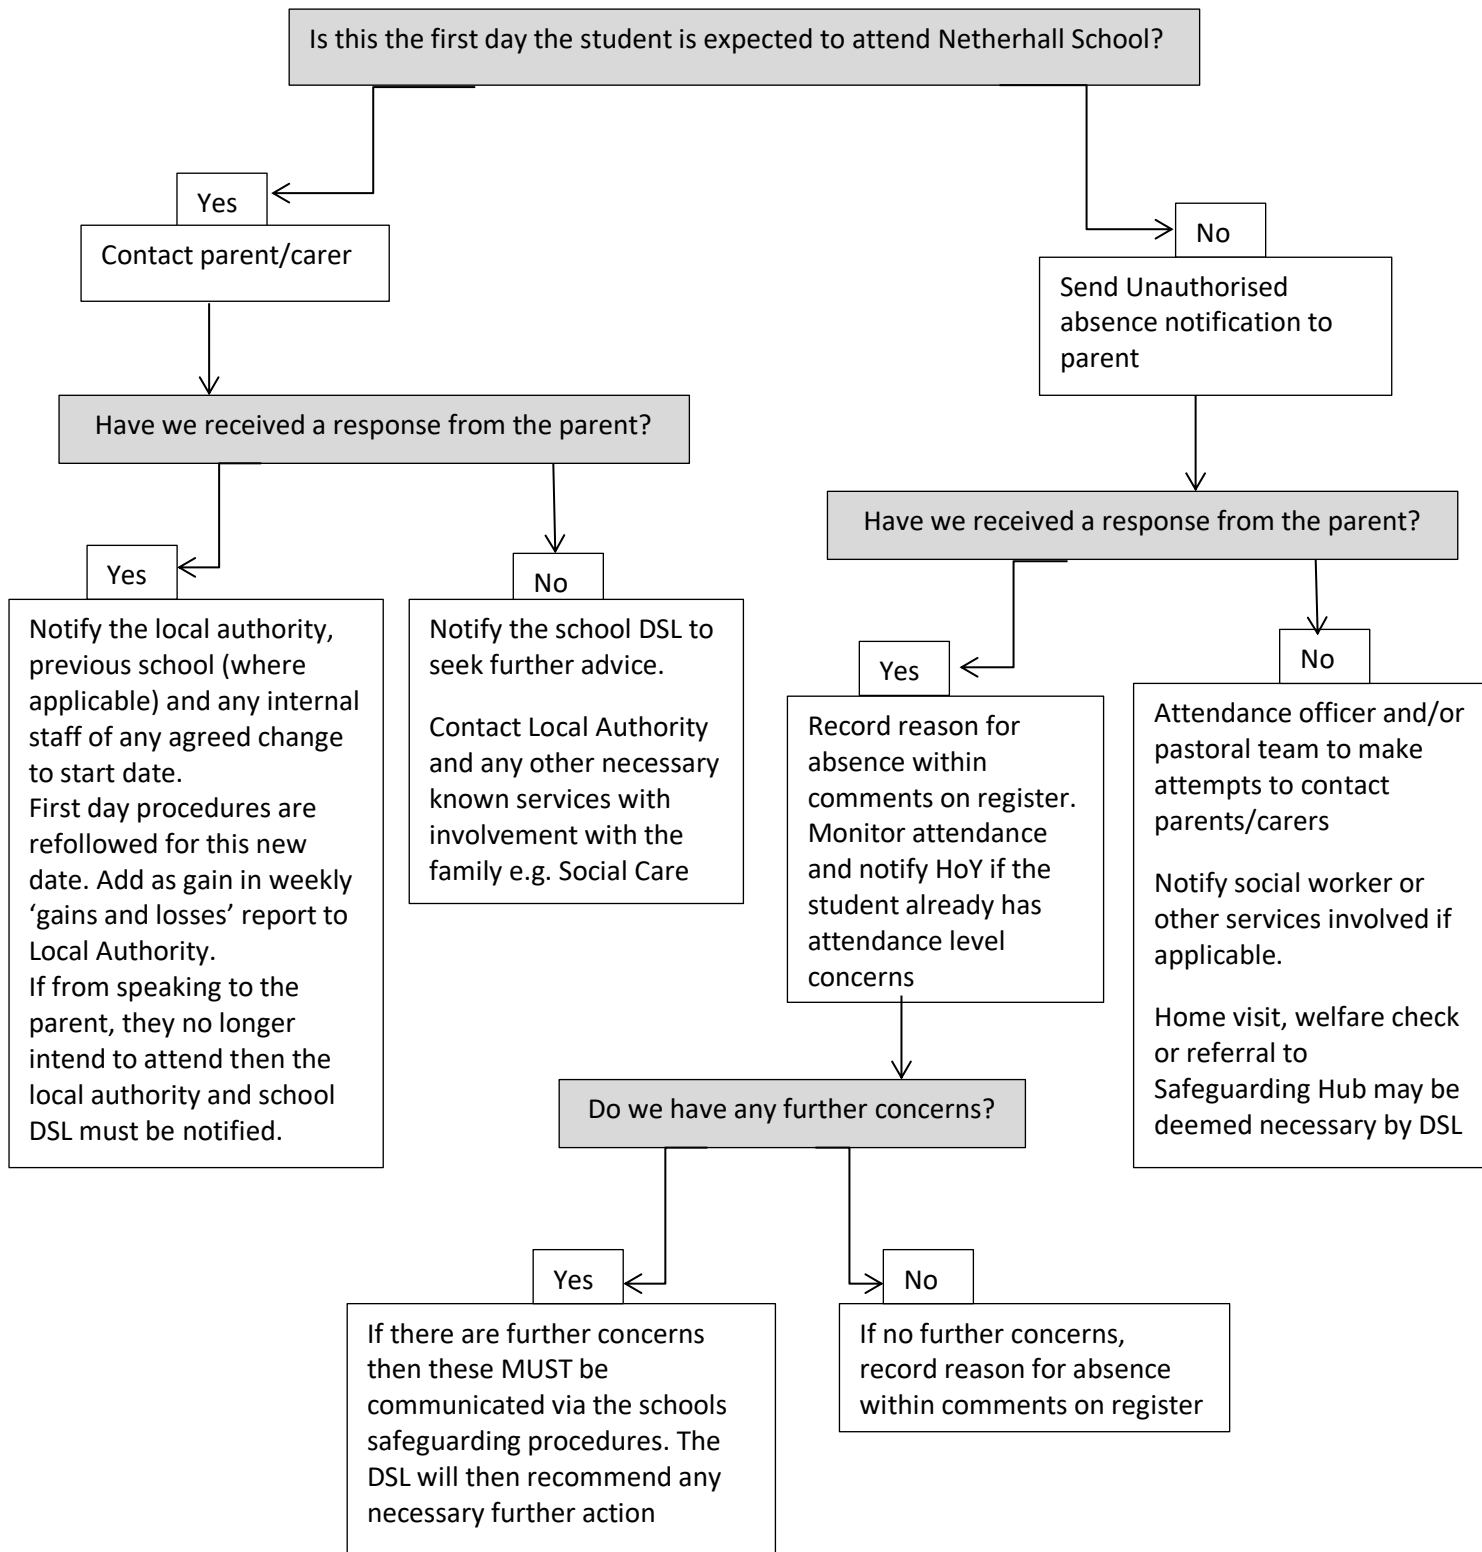 Is this the first day the student is expected to attend Netherhall School?
Yes
Contact parent/carer
No
Send Unauthorised
absence notification to
parent
Have we received a response from the parent?
Yes
Notify the local authority,
previous school (where
applicable) and any internal
staff of any agreed change
to start date.
First day procedures are
refollowed for this new
date. Add as gain in weekly
‘gains and losses’ report to
Local Authority.
If from speaking to the
parent, they no longer
intend to attend then the
local authority and school
DSL must be notified.
No
Notify the school DSL to
seek further advice.
Contact Local Authority
and any other necessary
known services with
involvement with the
family e.g. Social Care
Have we received a response from the parent?
Yes
Record reason for
absence within
comments on register.
Monitor attendance
and notify HoY if the
student already has
attendance level
concerns
No
Attendance officer and/or
pastoral team to make
attempts to contact
parents/carers
Notify social worker or
other services involved if
applicable.
Home visit, welfare check
or referral to
Safeguarding Hub may be
deemed necessary by DSL
Do we have any further concerns?
Yes
If there are further concerns
then these MUST be
communicated via the schools
safeguarding procedures. The
DSL will then recommend any
necessary further action
No
If no further concerns,
record reason for absence
within comments on register